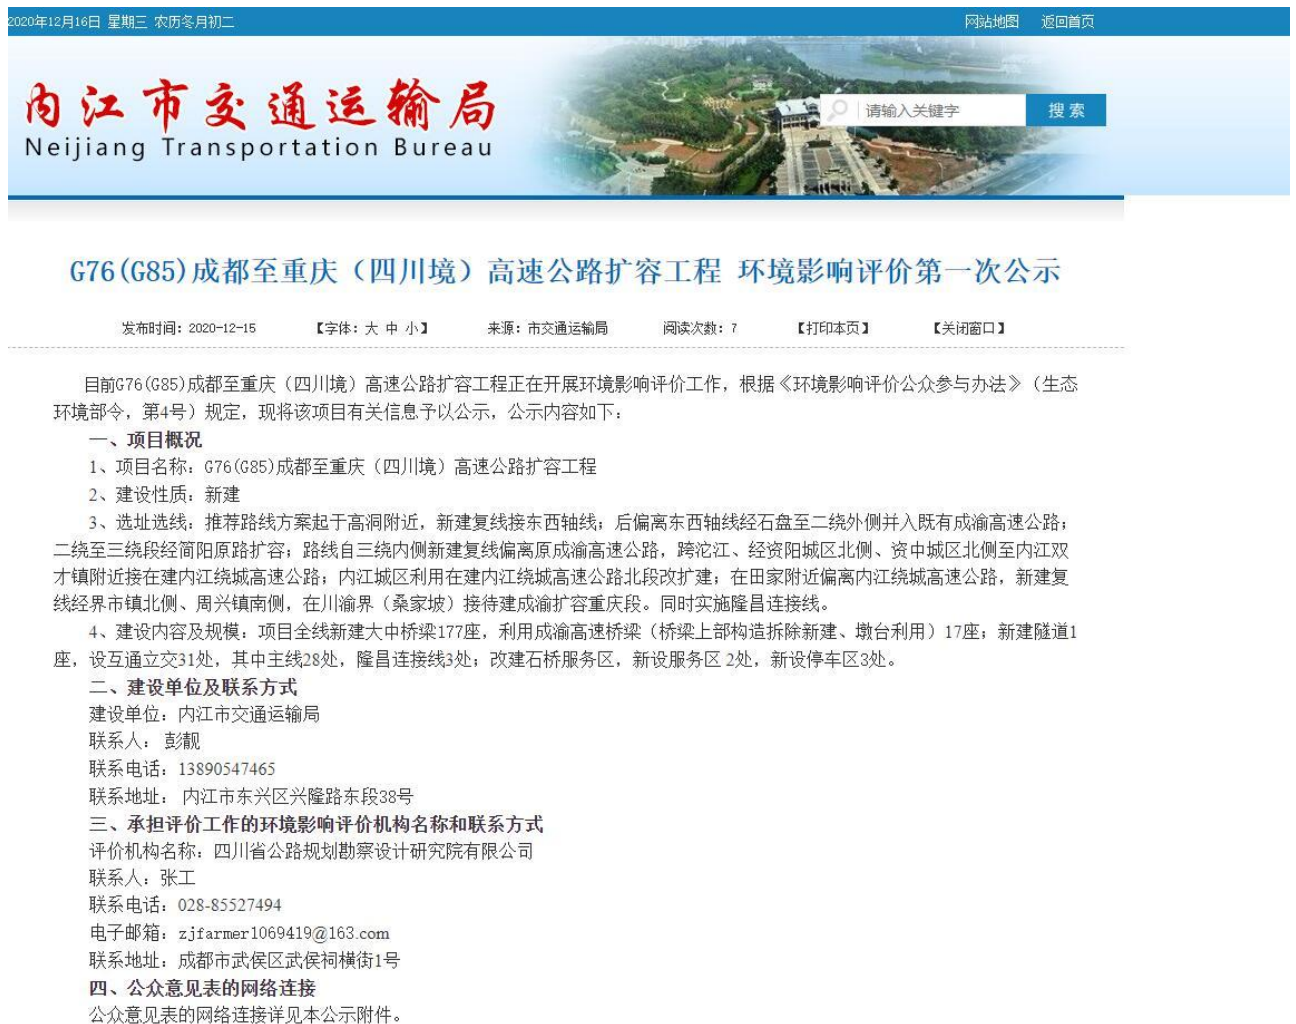 2020年12月16日 星期三 农历冬月初二
网站地图 返回首页
内江市交通运输局
Neijiang Transportation Bureau
请输入关键字 搜索
G76(G85)成都至重庆（四川境）高速公路扩容工程 环境影响评价第一次公示
发布时间：2020-12-15 【字体：大 中 小】 来源：市交通运输局 阅读次数：7 【打印本页】 【关闭窗口】
目前G76(G85)成都至重庆（四川境）高速公路扩容工程正在开展环境影响评价工作，根据《环境影响评价公众参与办法》（生态
环境部令，第4号）规定，现将该项目有关信息予以公示，公示内容如下：
一、项目概况
1、项目名称：G76(G85)成都至重庆（四川境）高速公路扩容工程
2、建设性质：新建
3、选址选线：推荐路线方案起于高洞附近，新建复线接东西轴线；后偏离东西轴线经石盘至二绕外侧并入既有成渝高速公路；
二绕至三绕段经简阳原路扩容；路线自三绕内侧新建复线偏离原成渝高速公路，跨沱江、经资阳城区北侧、资中城区北侧至内江双
才镇附近接在建内江绕城高速公路；内江城区利用在建内江绕城高速公路北段改扩建；在田家附近偏离内江绕城高速公路，新建复
线经界市镇北侧、周兴镇南侧，在川渝界（桑家坡）接待建成渝扩容重庆段。同时实施隆昌连接线。
4、建设内容及规模：项目全线新建大中桥梁177座，利用成渝高速桥梁（桥梁上部构造拆除新建、墩台利用）17座；新建隧道1
座，设互通立交31处，其中主线28处，隆昌连接线3处；改建石桥服务区，新设服务区 2处，新设停车区3处。
二、建设单位及联系方式
建设单位：内江市交通运输局
联系人： 彭靓
联系电话：13890547465
联系地址： 内江市东兴区兴隆路东段38号
三、承担评价工作的环境影响评价机构名称和联系方式
评价机构名称：四川省公路规划勘察设计研究院有限公司
联系人：张工
联系电话：028-85527494
电子邮箱：zjfarmer1069419@163.com
联系地址：成都市武侯区武侯祠横街1号
四、公众意见表的网络连接
公众意见表的网络连接详见本公示附件。